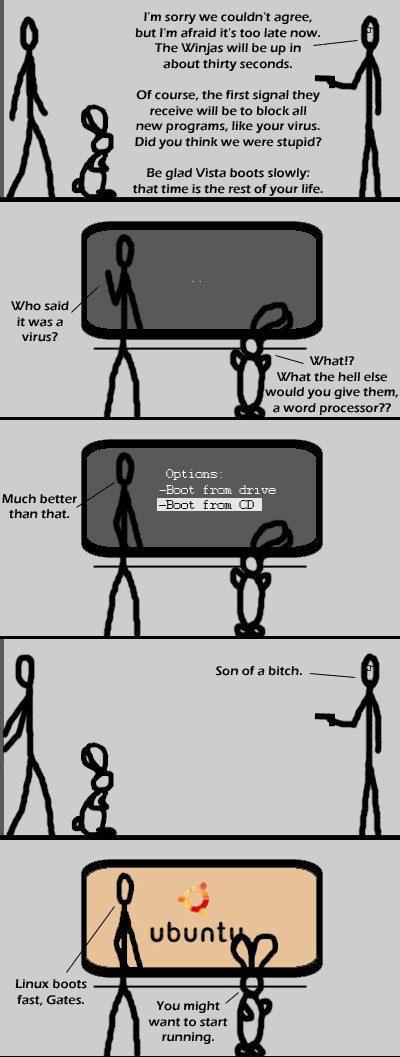 I'm sorry we couldn't agree,
but I'm afraid it's too late now.
The Winjas will be up in
about thirty seconds.
Of course, the first signal they
receive will be to block all
new programs, like your virus.
Did you think we were stupid?
Be glad Vista boots slowly:
that time is the rest of your life.
...
Who said
it was a
virus?
What!?
What the hell else
would you give them,
a word processor??
Options:
-Boot from drive
-Boot from CD
Much better
than that.
Son of a bitch.
ubuntu
Linux boots
fast, Gates.
You might
want to start
running.